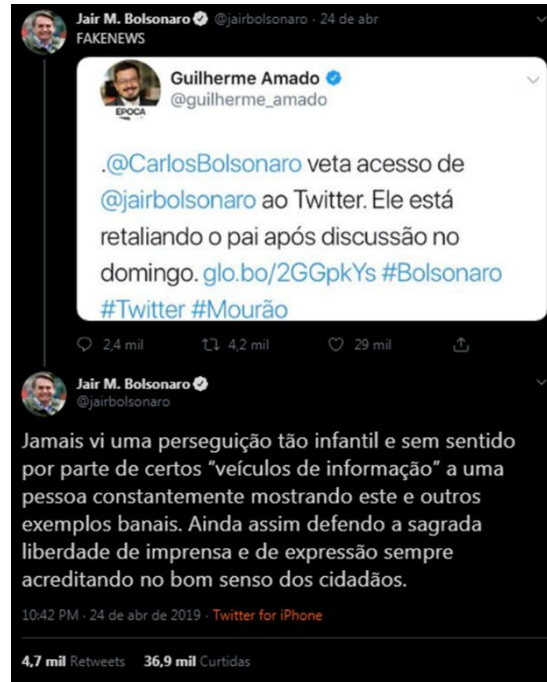 Jair M. Bolsonaro @jairbolsonaro · 24 de abr
FAKENEWS
Guilherme Amado
@guilherme_amado
EPOCA
.@CarlosBolsonaro veta acesso de
@jairbolsonaro ao Twitter. Ele está
retaliando o pai após discussão no
domingo. glo.bo/2GGpkYs #Bolsonaro
#Twitter #Mourão
2,4 mil 4,2 mil 29 mil
Jair M. Bolsonaro
@jairbolsonaro
Jamais vi uma perseguição tão infantil e sem sentido
por parte de certos "veículos de informação" a uma
pessoa constantemente mostrando este e outros
exemplos banais. Ainda assim defendo a sagrada
liberdade de imprensa e de expressão sempre
acreditando no bom senso dos cidadãos.
10:42 PM · 24 de abr de 2019 · Twitter for iPhone
4,7 mil Retweets 36,9 mil Curtidas